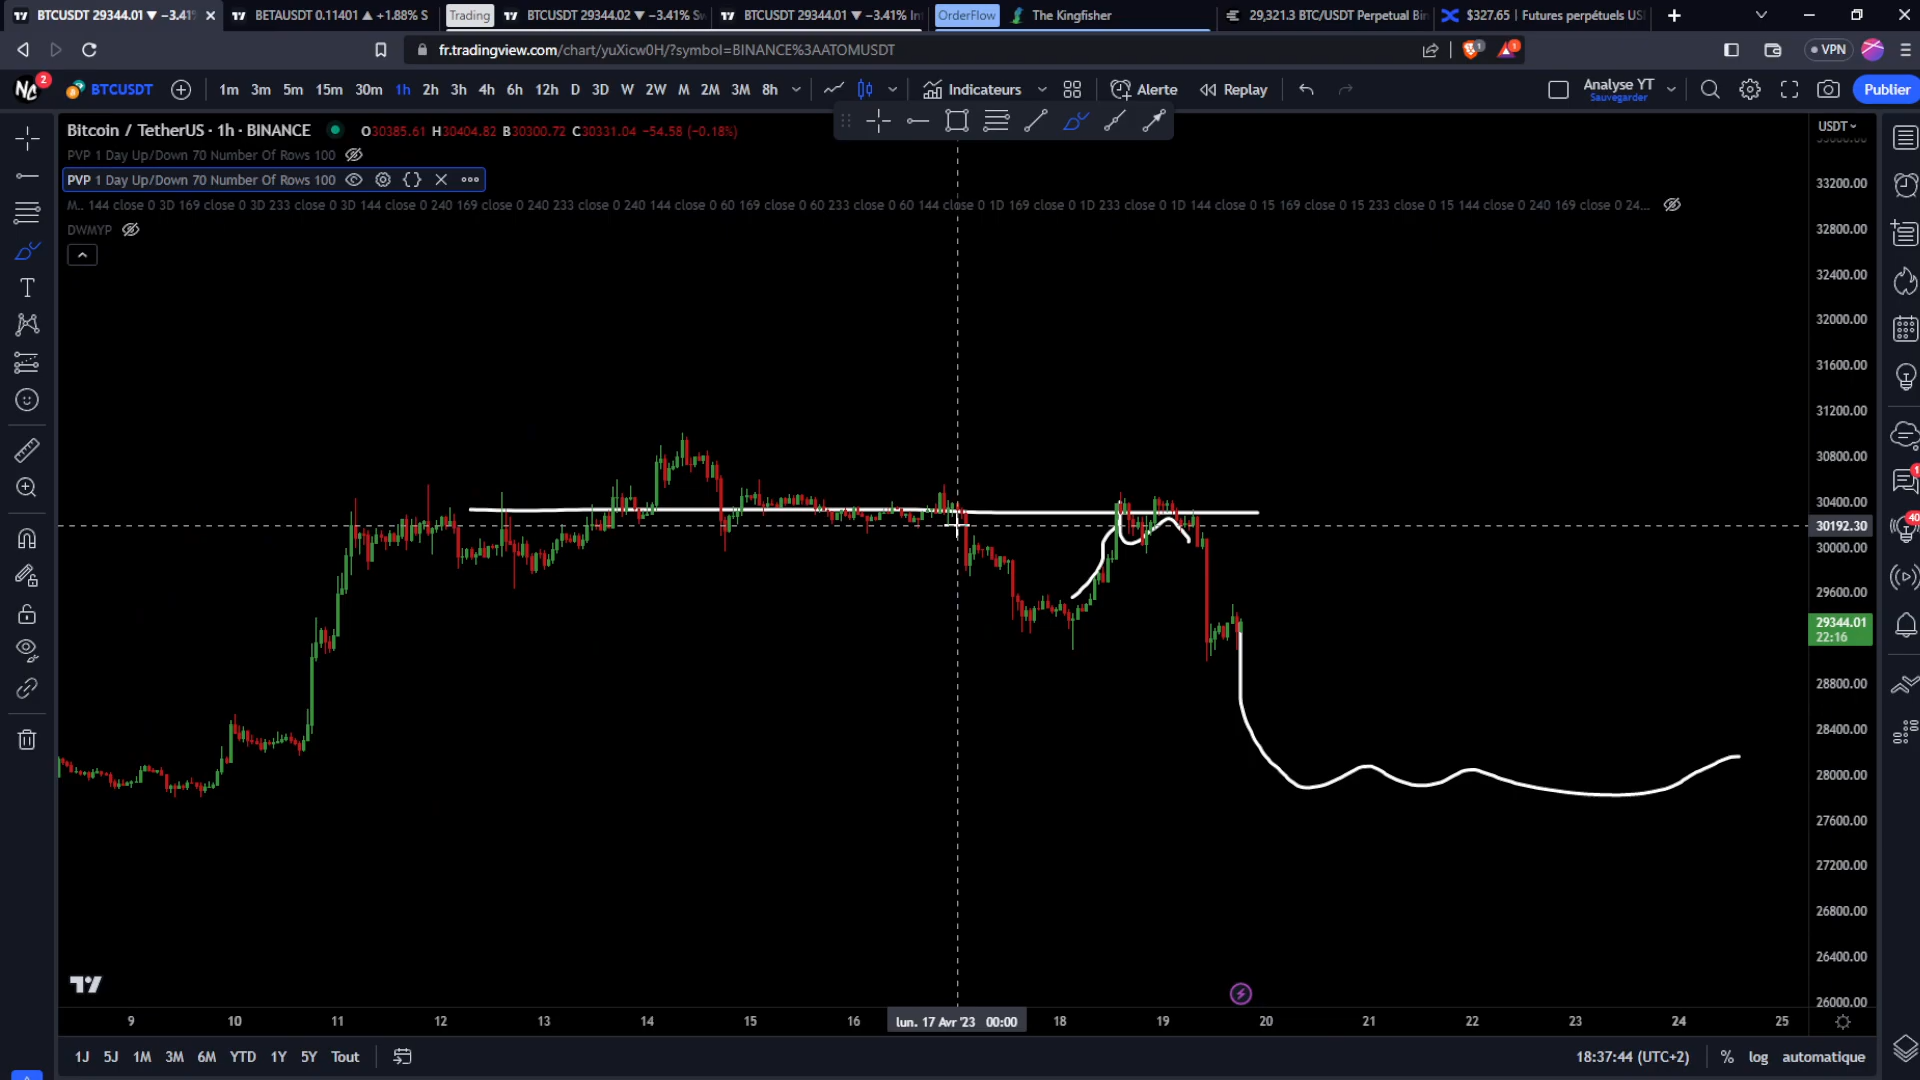 BTCUSDT 29344.01 ▼ −3.41
BETAUSDT 0.11401 ▲ +1.88% S
Trading
BTCUSDT 29344.02 ▼ −3.41% Sw
BTCUSDT 29344.01 ▼ −3.41% In
OrderFlow
The Kingfisher
29,321.3 BTC/USDT Perpetual Bin
$327.65 | Futures perpétuels US
fr.tradingview.com/chart/yuXicw0H/?symbol=BINANCE%3AATOMUSDT
1
1
VPN
2
BTCUSDT
1m 3m 5m 15m 30m 1h 2h 3h 4h 6h 12h D 3D W 2W M 2M 3M 8h
Indicateurs
Alerte
Replay
Analyse YT
Sauvegarder
Publier
Bitcoin / TetherUS · 1h · BINANCE
O30385.61 H30404.82 B30300.72 C30331.04 −54.58 (−0.18%)
PVP 1 Day Up/Down 70 Number Of Rows 100
PVP 1 Day Up/Down 70 Number Of Rows 100
M.. 144 close 0 3D 169 close 0 3D 233 close 0 3D 144 close 0 240 169 close 0 240 233 close 0 240 144 close 0 60 169 close 0 60 233 close 0 60 144 close 0 1D 169 close 0 1D 233 close 0 1D 144 close 0 15 169 close 0 15 233 close 0 15 144 close 0 240 169 close 0 24...
DWMYP
USDT
33200.00
32800.00
32400.00
32000.00
31600.00
31200.00
30800.00
30400.00
30192.30
30000.00
29600.00
29344.01
22:16
28800.00
28400.00
28000.00
27600.00
27200.00
26800.00
26400.00
26000.00
1
40
9 10 11 12 13 14 15 16 lun. 17 Avr '23 00:00 18 19 20 21 22 23 24 25
1J 5J 1M 3M 6M YTD 1Y 5Y Tout
18:37:44 (UTC+2) % log automatique